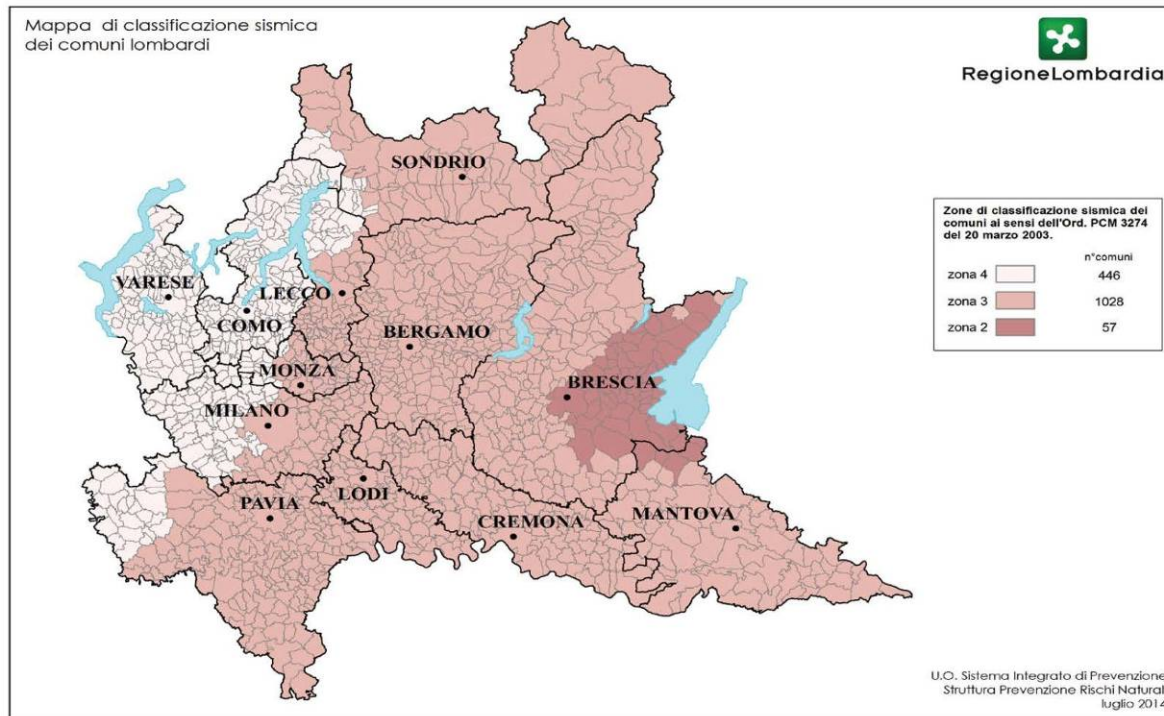 Mappa di classificazione sismica
dei comuni lombardi
RegioneLombardia
SONDRIO
Zone di classificazione sismica dei
comuni ai sensi dell'Ord. PCM 3274
del 20 marzo 2003.
n°comuni
zona 4 446
zona 3 1028
zona 2 57
VARESE
LECCO
COMO
BERGAMO
MONZA
BRESCIA
MILANO
LODI
PAVIA
CREMONA
MANTOVA
U.O. Sistema Integrato di Prevenzione
Struttura Prevenzione Rischi Natural
luglio 2014